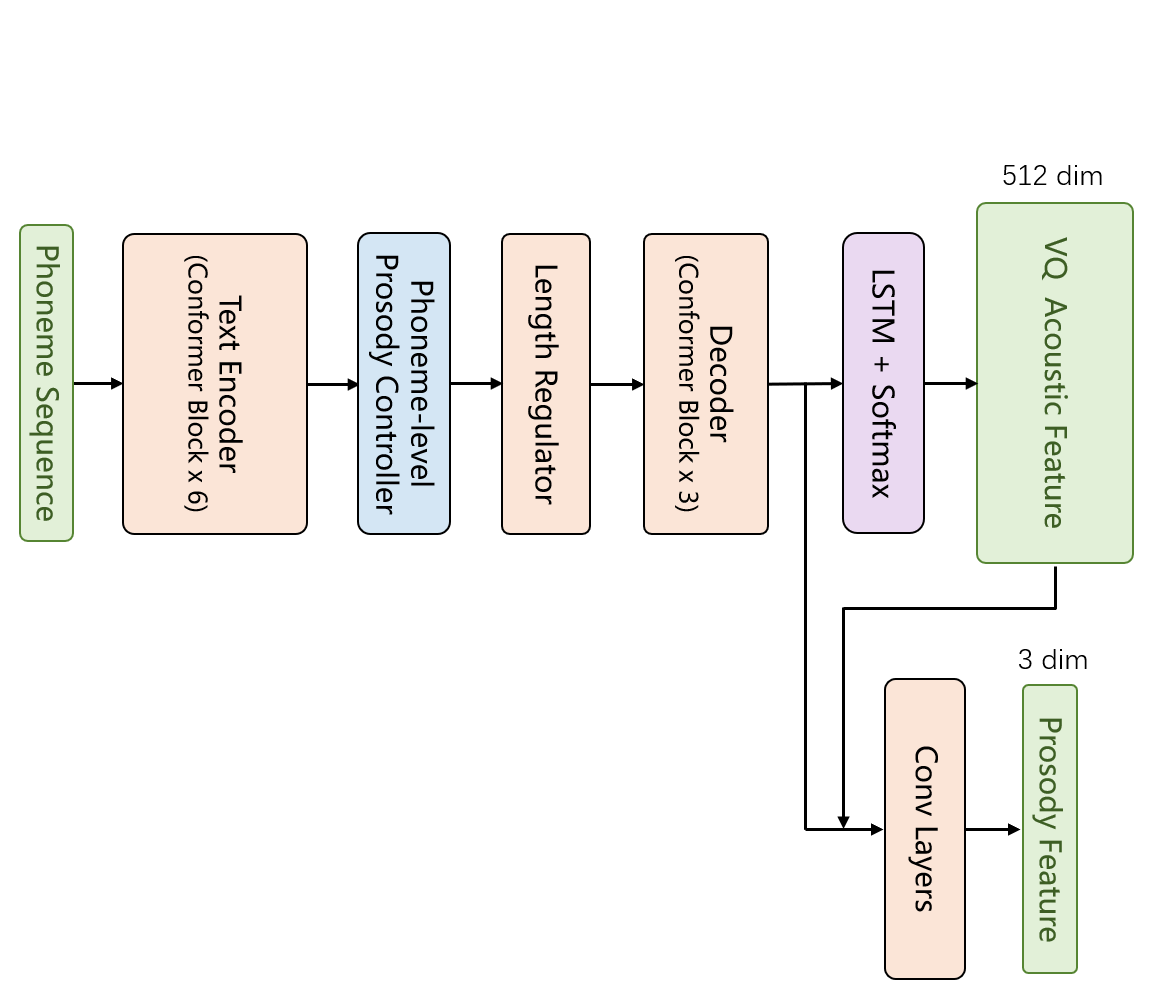 Phoneme Sequence
Text Encoder
(Conformer Block x 6)
Phoneme-level
Prosody Controller
Length Regulator
Decoder
(Conformer Block x 3)
LSTM + Softmax
512 dim
VQ Acoustic Feature
Conv Layers
3 dim
Prosody Feature